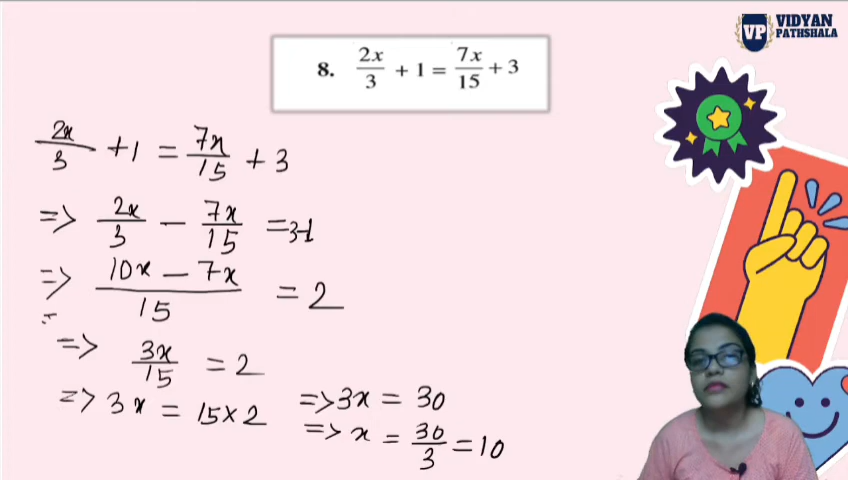 VIDYAN
PATHSHALA
VP
8. 2x/3 + 1 = 7x/15 + 3
2x/3 + 1 = 7x/15 + 3
=> 2x/3 - 7x/15 = 3-1
=> 10x - 7x/15 = 2
=> 3x/15 = 2
=> 3x = 15 x 2
=> 3x = 30
=> x = 30/3 = 10